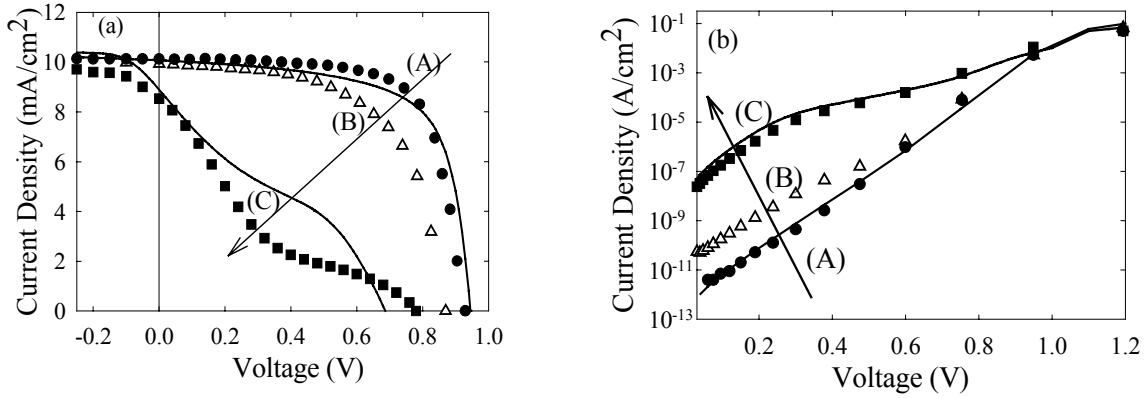 (a)
(A)
(B)
(C)
Current Density (mA/cm2)
12
10
8
6
4
2
0
-0.2 0.0 0.2 0.4 0.6 0.8 1.0
Voltage (V)
(b)
(C)
(B)
(A)
Current Density (A/cm2)
10-1
10-3
10-5
10-7
10-9
10-11
10-13
0.2 0.4 0.6 0.8 1.0 1.2
Voltage (V)